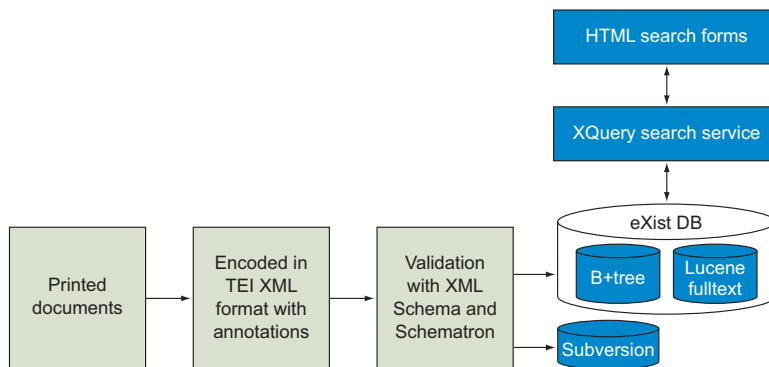 HTML search forms
XQuery search service
eXist DB
B+tree
Lucene
fulltext
Printed
documents
Encoded in
TEI XML
format with
annotations
Validation
with XML
Schema and
Schematron
Subversion